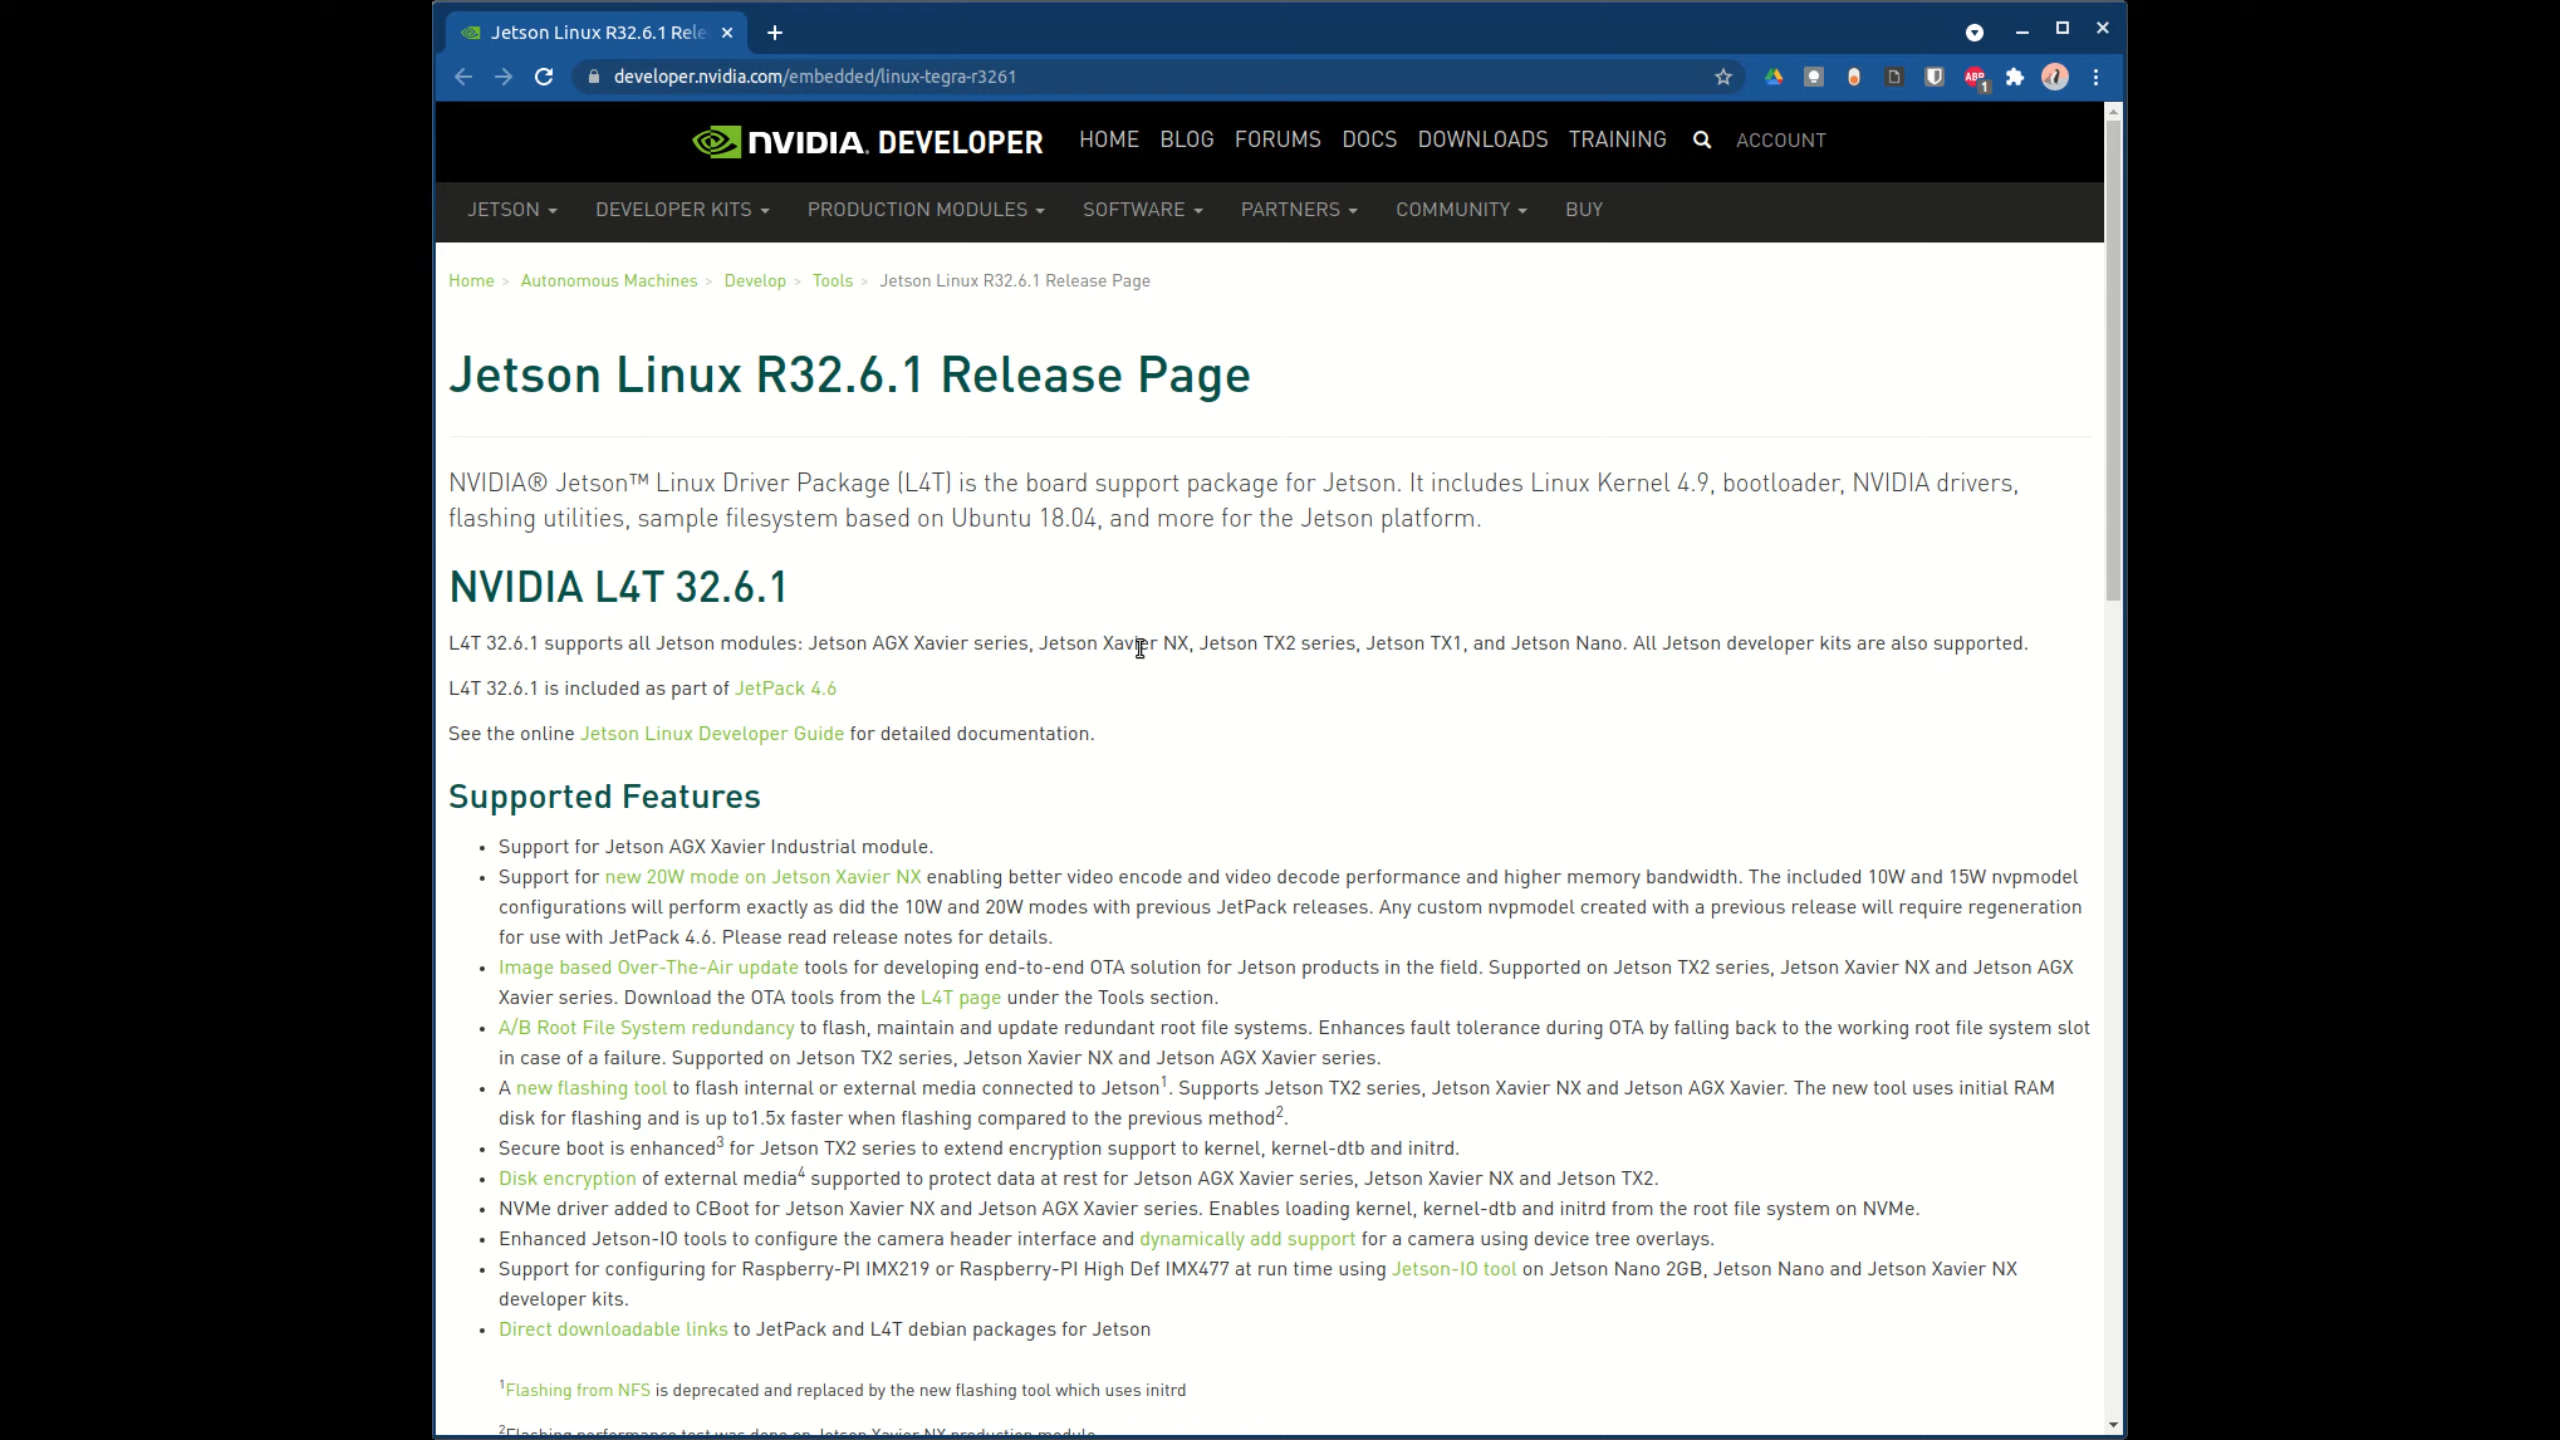 Jetson Linux R32.6.1 Rele
developer.nvidia.com/embedded/linux-tegra-r3261
ABP
1
NVIDIA. DEVELOPER HOME BLOG FORUMS DOCS DOWNLOADS TRAINING ACCOUNT
JETSON DEVELOPER KITS PRODUCTION MODULES SOFTWARE PARTNERS COMMUNITY BUY
Home > Autonomous Machines > Develop > Tools > Jetson Linux R32.6.1 Release Page
Jetson Linux R32.6.1 Release Page
NVIDIA® Jetson™ Linux Driver Package (L4T) is the board support package for Jetson. It includes Linux Kernel 4.9, bootloader, NVIDIA drivers,
flashing utilities, sample filesystem based on Ubuntu 18.04, and more for the Jetson platform.
NVIDIA L4T 32.6.1
L4T 32.6.1 supports all Jetson modules: Jetson AGX Xavier series, Jetson Xavier NX, Jetson TX2 series, Jetson TX1, and Jetson Nano. All Jetson developer kits are also supported.
L4T 32.6.1 is included as part of JetPack 4.6
See the online Jetson Linux Developer Guide for detailed documentation.
Supported Features
• Support for Jetson AGX Xavier Industrial module.
• Support for new 20W mode on Jetson Xavier NX enabling better video encode and video decode performance and higher memory bandwidth. The included 10W and 15W nvpmodel
configurations will perform exactly as did the 10W and 20W modes with previous JetPack releases. Any custom nvpmodel created with a previous release will require regeneration
for use with JetPack 4.6. Please read release notes for details.
• Image based Over-The-Air update tools for developing end-to-end OTA solution for Jetson products in the field. Supported on Jetson TX2 series, Jetson Xavier NX and Jetson AGX
Xavier series. Download the OTA tools from the L4T page under the Tools section.
• A/B Root File System redundancy to flash, maintain and update redundant root file systems. Enhances fault tolerance during OTA by falling back to the working root file system slot
in case of a failure. Supported on Jetson TX2 series, Jetson Xavier NX and Jetson AGX Xavier series.
• A new flashing tool to flash internal or external media connected to Jetson1. Supports Jetson TX2 series, Jetson Xavier NX and Jetson AGX Xavier. The new tool uses initial RAM
disk for flashing and is up to1.5x faster when flashing compared to the previous method2.
• Secure boot is enhanced3 for Jetson TX2 series to extend encryption support to kernel, kernel-dtb and initrd.
• Disk encryption of external media4 supported to protect data at rest for Jetson AGX Xavier series, Jetson Xavier NX and Jetson TX2.
• NVMe driver added to CBoot for Jetson Xavier NX and Jetson AGX Xavier series. Enables loading kernel, kernel-dtb and initrd from the root file system on NVMe.
• Enhanced Jetson-IO tools to configure the camera header interface and dynamically add support for a camera using device tree overlays.
• Support for configuring for Raspberry-PI IMX219 or Raspberry-PI High Def IMX477 at run time using Jetson-IO tool on Jetson Nano 2GB, Jetson Nano and Jetson Xavier NX
developer kits.
• Direct downloadable links to JetPack and L4T debian packages for Jetson
1Flashing from NFS is deprecated and replaced by the new flashing tool which uses initrd
2Flashing performance test was done on Jetson Xavier NX production module